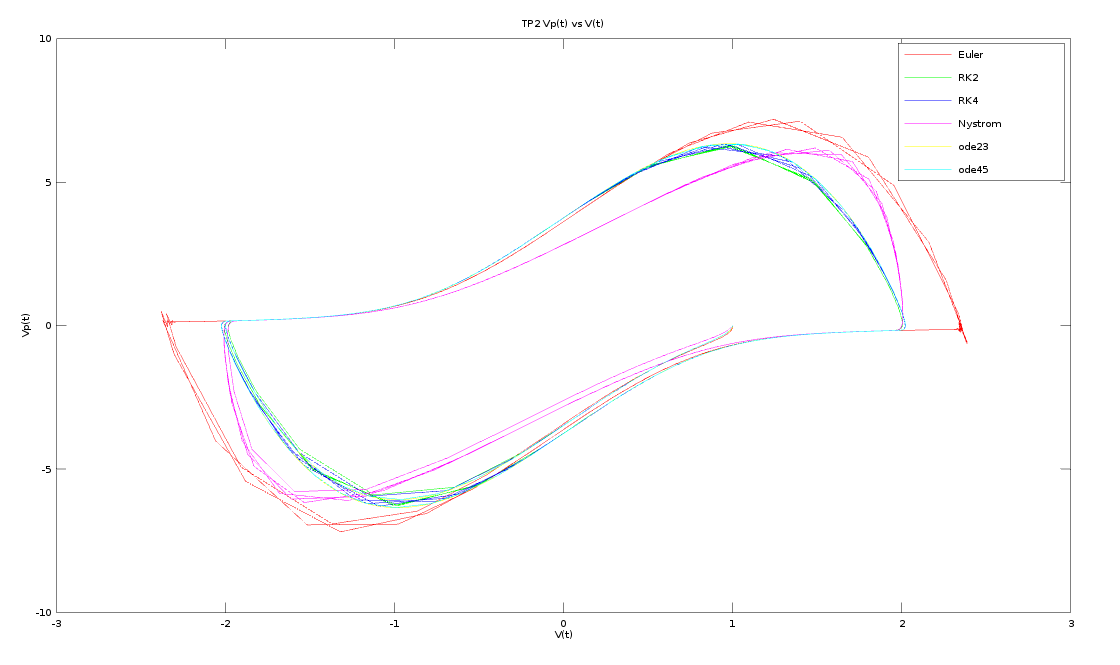 TP2 Vp(t) vs V(t)
10
Euler
RK2
RK4
Nystrom
ode23
ode45
5
Vp(t)
0
-5
-10
-3
-2
-1
0
1
2
3
V(t)